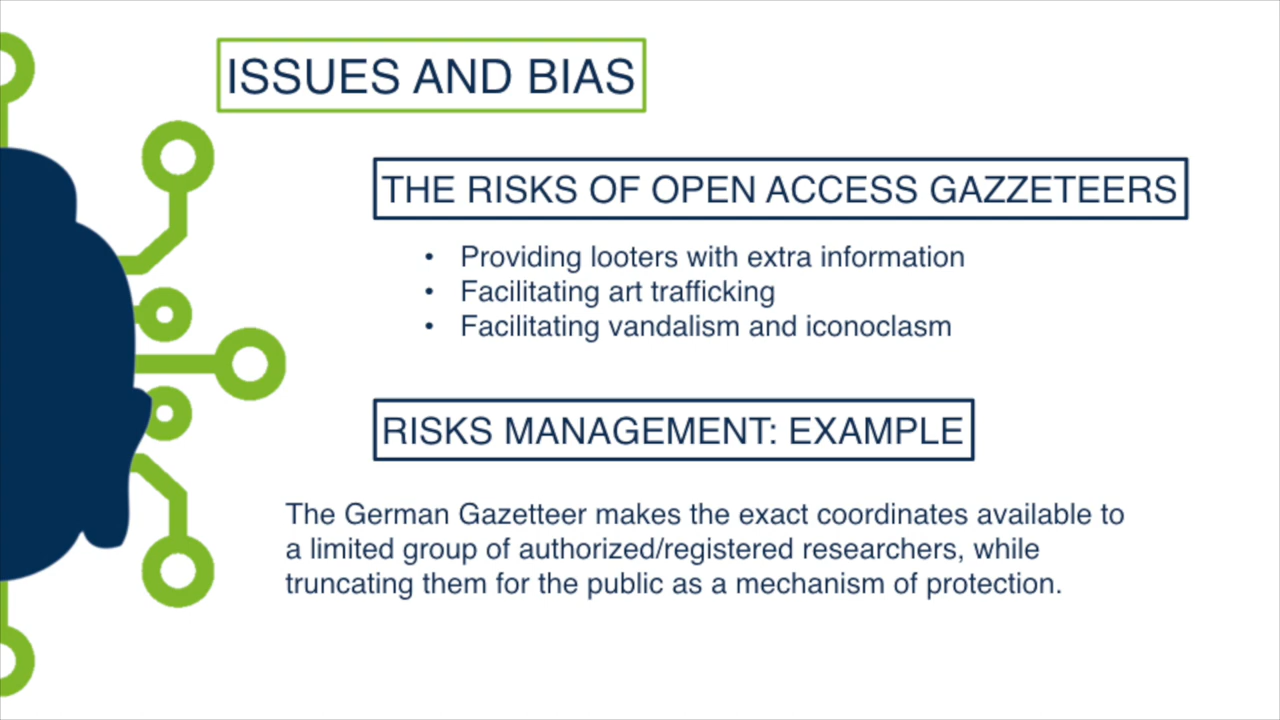 ISSUES AND BIAS
THE RISKS OF OPEN ACCESS GAZZETEERS
• Providing looters with extra information
• Facilitating art trafficking
• Facilitating vandalism and iconoclasm
RISKS MANAGEMENT: EXAMPLE
The German Gazetteer makes the exact coordinates available to
a limited group of authorized/registered researchers, while
truncating them for the public as a mechanism of protection.